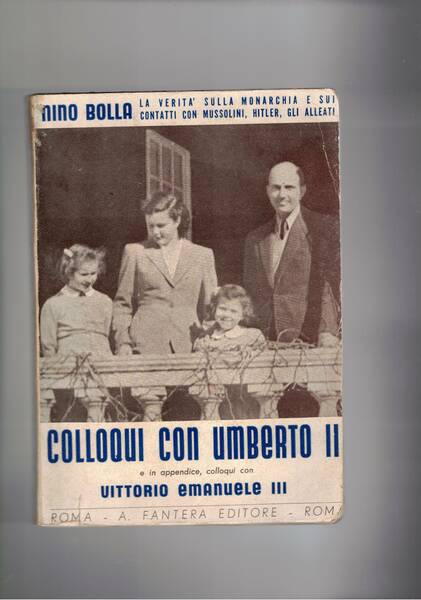 NINO BOLLA
LA VERITA' SULLA MONARCHIA E SUI
CONTATTI CON MUSSOLINI, HITLER, GLI ALLEATI
COLLOQUI CON UMBERTO II
e in appendice, colloqui con
VITTORIO EMANUELE III
ROMA - A. FANTERA EDITORE - ROM